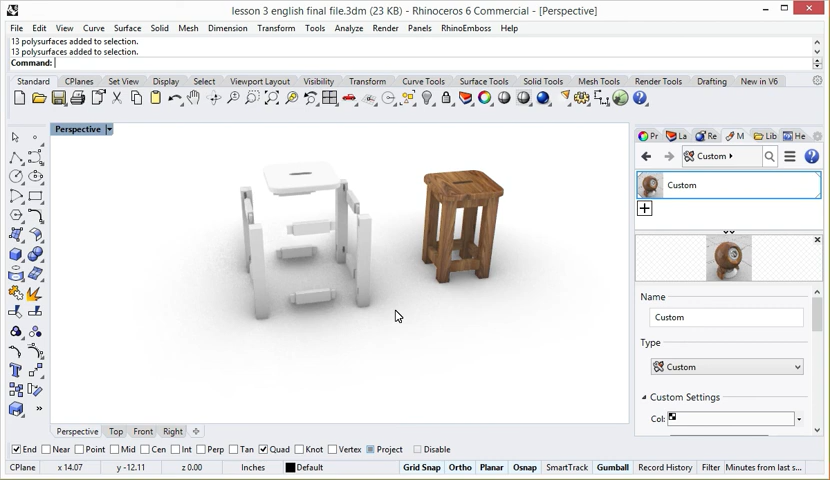 lesson 3 english final file.3dm (23 KB) - Rhinoceros 6 Commercial - [Perspective]
File Edit View Curve Surface Solid Mesh Dimension Transform Tools Analyze Render Panels RhinoEmboss Help
13 polysurfaces added to selection.
13 polysurfaces added to selection.
Command:
Standard CPlanes Set View Display Select Viewport Layout Visibility Transform Curve Tools Surface Tools Solid Tools Mesh Tools Render Tools Drafting New in V6
Perspective
Pr La Re M Lib He
Custom
Custom
Name
Custom
Type
Custom
Custom Settings
Col:
Perspective Top Front Right
End Near Point Mid Cen Int Perp Tan Quad Knot Vertex Project Disable
CPlane x 14.07 y -12.11 z 0.00 Inches Default Grid Snap Ortho Planar Osnap SmartTrack Gumball Record History Filter Minutes from last s...